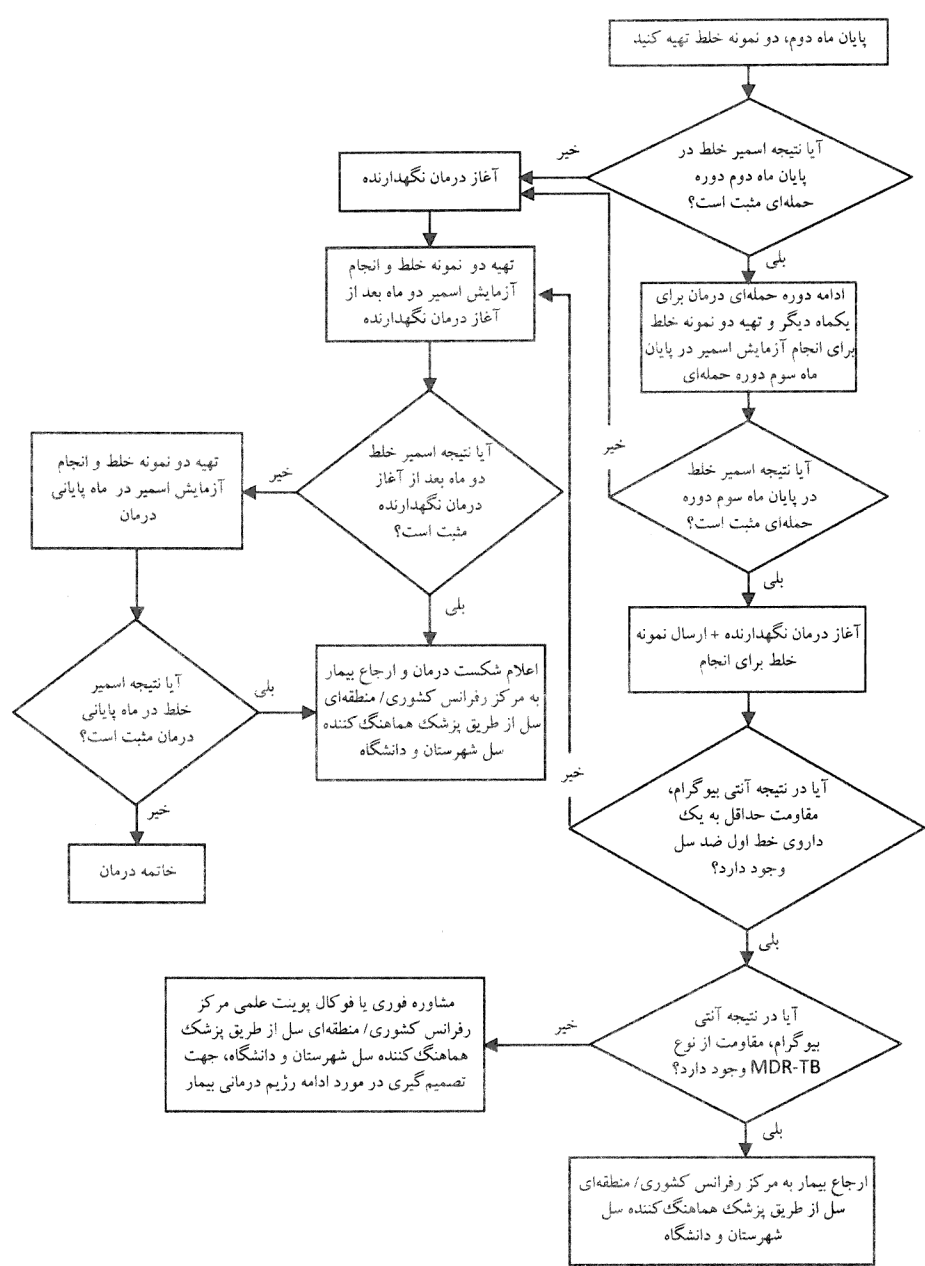 پایان ماه دوم، دو نمونه خلط تهیه کنید
آیا نتیجه اسمیر خلط در
پایان ماه دوم دوره
حمله‌ای مثبت است؟
خیر
آغاز درمان نگهدارنده
بلی
ادامه دوره حمله‌ای درمان برای
یکماه دیگر و تهیه دو نمونه خلط
برای انجام آزمایش اسمیر در پایان
ماه سوم دوره حمله‌ای
تهیه دو نمونه خلط و انجام
آزمایش اسمیر دو ماه بعد از
آغاز درمان نگهدارنده
آیا نتیجه اسمیر خلط
در پایان ماه سوم دوره
حمله‌ای مثبت است؟
خیر
بلی
آیا نتیجه اسمیر خلط
دو ماه بعد از آغاز
درمان نگهدارنده
مثبت است؟
خیر
بلی
تهیه دو نمونه خلط و انجام
آزمایش اسمیر در ماه پایانی
درمان
آغاز درمان نگهدارنده + ارسال نمونه
خلط برای انجام
اعلام شکست درمان و ارجاع بیمار
به مرکز رفرانس کشوری/ منطقه‌ای
سل از طریق پزشک هماهنگ‌کننده
سل شهرستان و دانشگاه
آیا نتیجه اسمیر
خلط در ماه پایانی
درمان مثبت است؟
بلی
خیر
خاتمه درمان
آیا در نتیجه آنتی بیوگرام،
مقاومت حداقل به یک
داروی خط اول ضد سل
وجود دارد؟
خیر
بلی
آیا در نتیجه آنتی
بیوگرام، مقاومت از نوع
MDR-TB وجود دارد؟
خیر
بلی
مشاوره فوری یا فوکال پوینت علمی مرکز
رفرانس کشوری/ منطقه‌ای سل از طریق پزشک
هماهنگ‌کننده سل شهرستان و دانشگاه، جهت
تصمیم‌گیری در مورد ادامه رژیم درمانی بیمار
ارجاع بیمار به مرکز رفرانس کشوری/ منطقه‌ای
سل از طریق پزشک هماهنگ‌کننده سل
شهرستان و دانشگاه